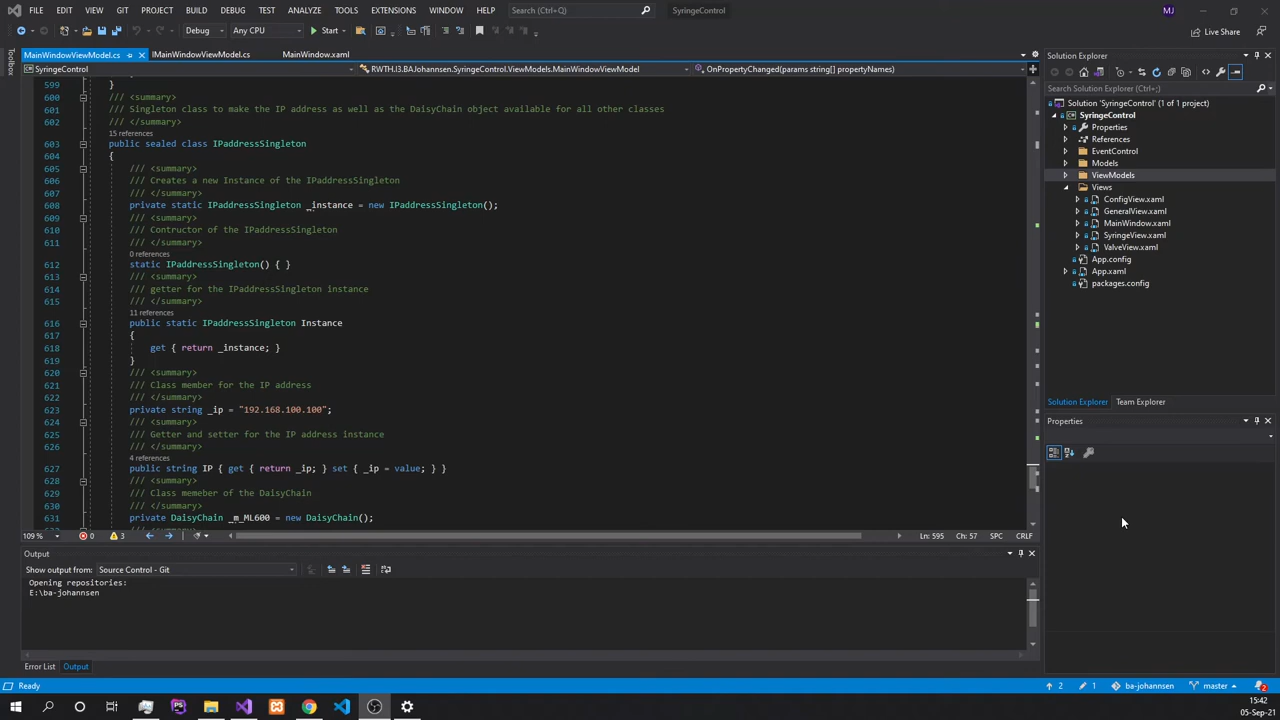 FILE EDIT VIEW GIT PROJECT BUILD DEBUG TEST ANALYZE TOOLS EXTENSIONS WINDOW HELP Search (Ctrl+Q) SyringeControl MJ
Debug Any CPU Start Live Share
Toolbox
MainWindowViewModel.cs IMainWindowViewModel.cs MainWindow.xaml
SyringeControl RWTH.I3.BAJohannsen.SyringeControl.ViewModels.MainWindowViewModel OnPropertyChanged(params string[] propertyNames)
599 }
600 /// <summary>
601 /// Singleton class to make the IP address as well as the DaisyChain object available for all other classes
602 /// </summary>
15 references
603 public sealed class IPaddressSingleton
604 {
605 /// <summary>
606 /// Creates a new Instance of the IPaddressSingleton
607 /// </summary>
608 private static IPaddressSingleton _instance = new IPaddressSingleton();
609 /// <summary>
610 /// Contructor of the IPaddressSingleton
611 /// </summary>
0 references
612 static IPaddressSingleton() { }
613 /// <summary>
614 /// getter for the IPaddressSingleton instance
615 /// </summary>
11 references
616 public static IPaddressSingleton Instance
617 {
618 get { return _instance; }
619 }
620 /// <summary>
621 /// Class member for the IP address
622 /// </summary>
623 private string _ip = "192.168.100.100";
624 /// <summary>
625 /// Getter and setter for the IP address instance
626 /// </summary>
4 references
627 public string IP { get { return _ip; } set { _ip = value; } }
628 /// <summary>
629 /// Class memeber of the DaisyChain
630 /// </summary>
631 private DaisyChain _m_ML600 = new DaisyChain();
109 % 0 3 Ln: 595 Ch: 57 SPC CRLF
Output
Show output from: Source Control - Git
Opening repositories:
E:\ba-johannsen
Error List Output
Solution Explorer
Search Solution Explorer (Ctrl+;)
Solution 'SyringeControl' (1 of 1 project)
SyringeControl
Properties
References
EventControl
Models
ViewModels
Views
ConfigView.xaml
GeneralView.xaml
MainWindow.xaml
SyringeView.xaml
ValveView.xaml
App.config
App.xaml
packages.config
Solution Explorer Team Explorer
Properties
Ready 2 1 ba-johannsen master 2
15:42
05-Sep-21